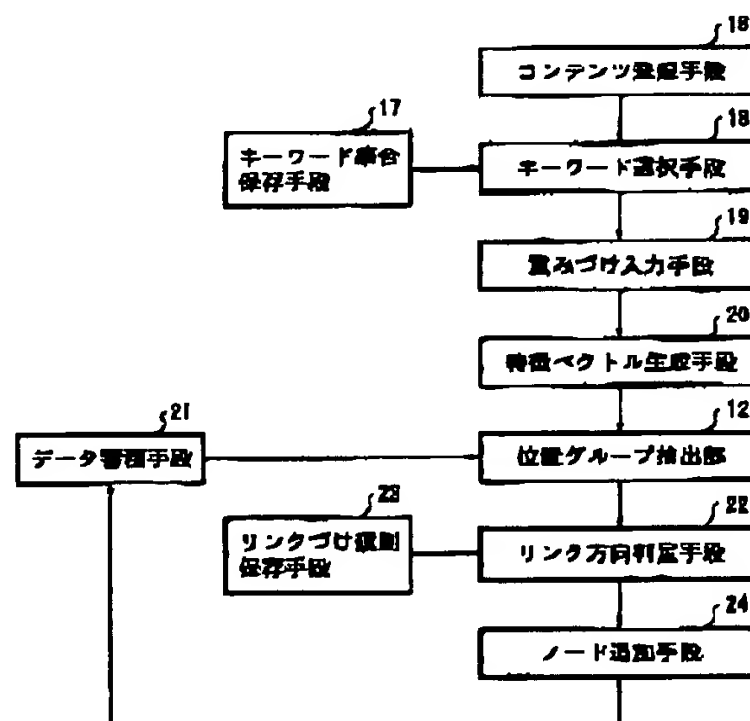 16
コンテンツ登録手段
17
18
キーワード集合
保存手段
キーワード選択手段
19
重みづけ入力手段
20
特徴ベクトル生成手段
21
12
データ蓄積手段
位置グループ抽出部
23
22
リンクづけ規則
保存手段
リンク方向判定手段
24
ノード追加手段